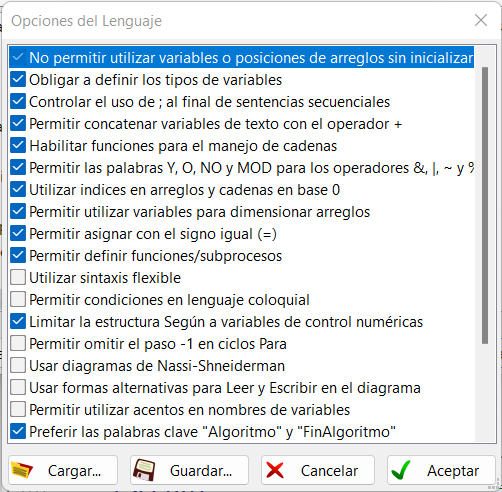 Opciones del Lenguaje
No permitir utilizar variables o posiciones de arreglos sin inicializar
Obligar a definir los tipos de variables
Controlar el uso de ; al final de sentencias secuenciales
Permitir concatenar variables de texto con el operador +
Habilitar funciones para el manejo de cadenas
Permitir las palabras Y, O, NO y MOD para los operadores &, |, ~ y %
Utilizar indices en arreglos y cadenas en base 0
Permitir utilizar variables para dimensionar arreglos
Permitir asignar con el signo igual (=)
Permitir definir funciones/subprocesos
Utilizar sintaxis flexible
Permitir condiciones en lenguaje coloquial
Limitar la estructura Según a variables de control numéricas
Permitir omitir el paso -1 en ciclos Para
Usar diagramas de Nassi-Shneiderman
Usar formas alternativas para Leer y Escribir en el diagrama
Permitir utilizar acentos en nombres de variables
Preferir las palabras clave "Algoritmo" y "FinAlgoritmo"
Cargar... Guardar... Cancelar Aceptar